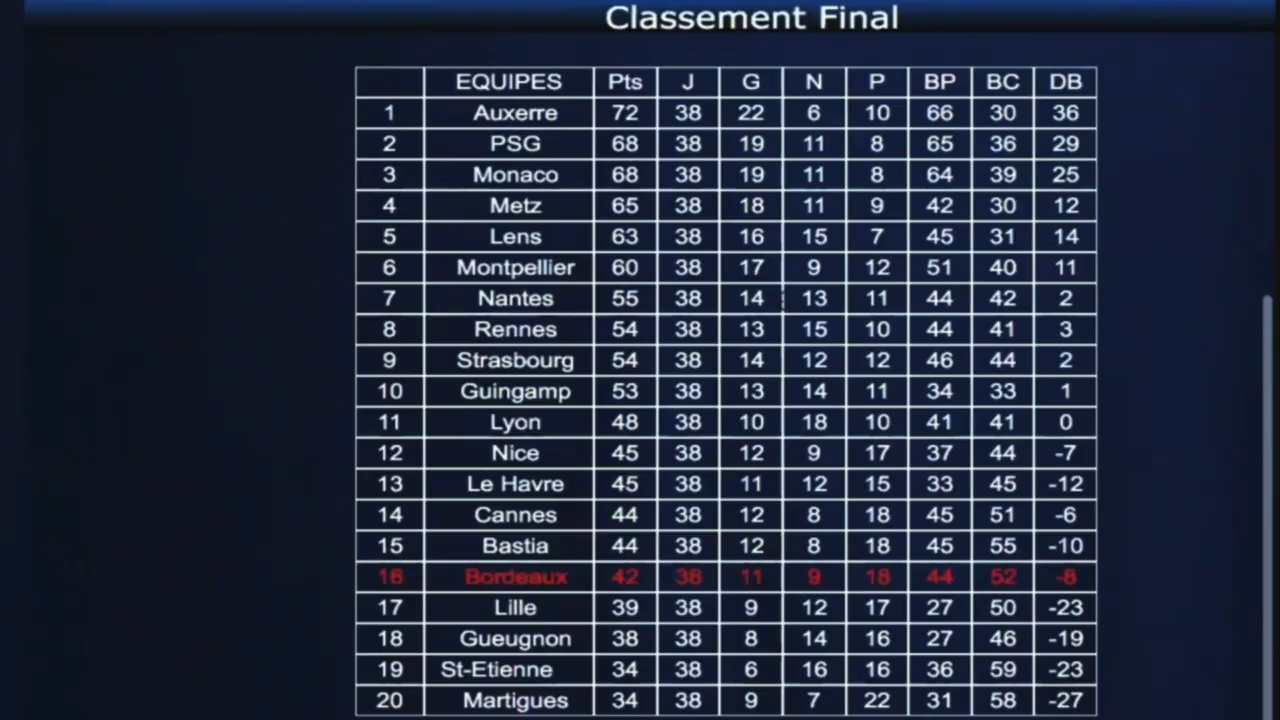 Classement Final
EQUIPES Pts J G N P BP BC DB
1 Auxerre 72 38 22 6 10 66 30 36
2 PSG 68 38 19 11 8 65 36 29
3 Monaco 68 38 19 11 8 64 39 25
4 Metz 65 38 18 11 9 42 30 12
5 Lens 63 38 16 15 7 45 31 14
6 Montpellier 60 38 17 9 12 51 40 11
7 Nantes 55 38 14 13 11 44 42 2
8 Rennes 54 38 13 15 10 44 41 3
9 Strasbourg 54 38 14 12 12 46 44 2
10 Guingamp 53 38 13 14 11 34 33 1
11 Lyon 48 38 10 18 10 41 41 0
12 Nice 45 38 12 9 17 37 44 -7
13 Le Havre 45 38 11 12 15 33 45 -12
14 Cannes 44 38 12 8 18 45 51 -6
15 Bastia 44 38 12 8 18 45 55 -10
16 Bordeaux 42 38 11 9 18 44 52 -8
17 Lille 39 38 9 12 17 27 50 -23
18 Gueugnon 38 38 8 14 16 27 46 -19
19 St-Etienne 34 38 6 16 16 36 59 -23
20 Martigues 34 38 9 7 22 31 58 -27